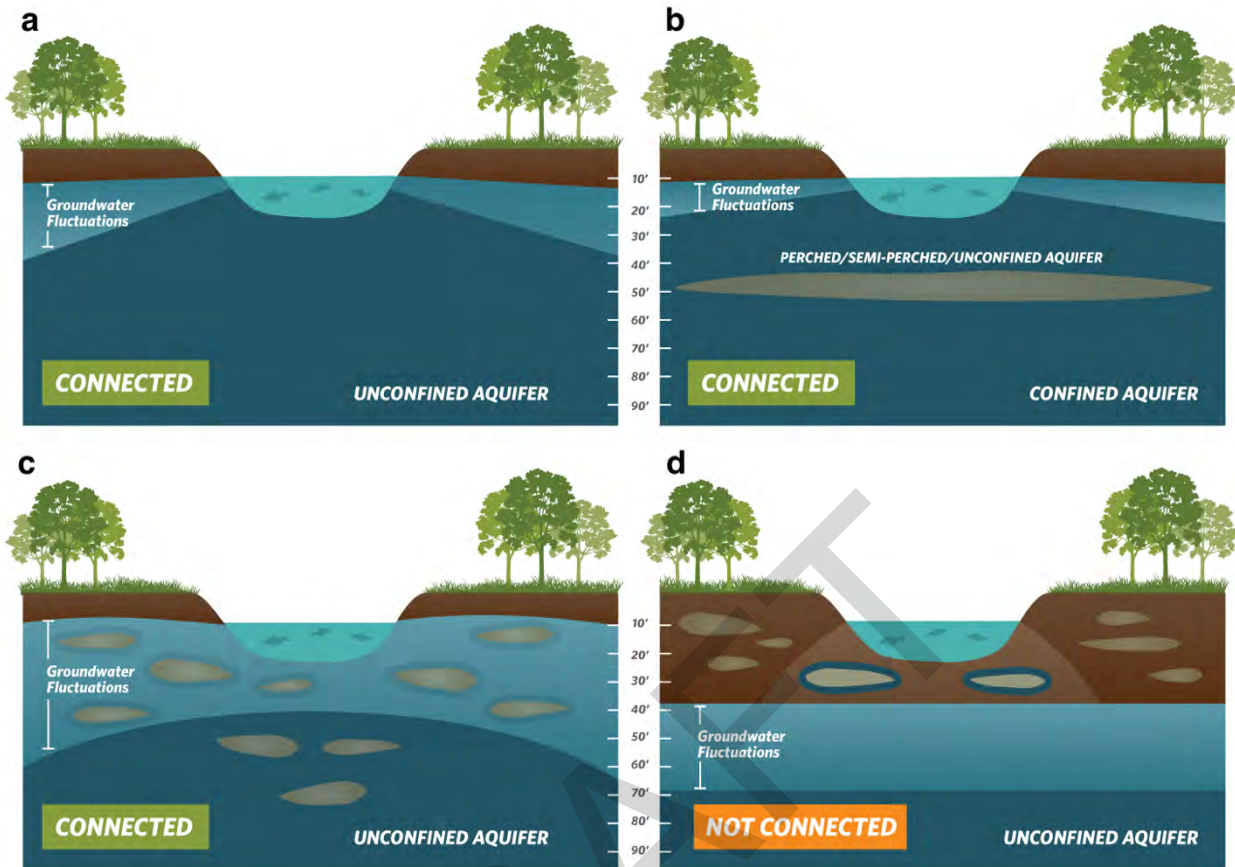 a
b
Groundwater
Fluctuations
10'
20'
30'
40'
50'
60'
70'
80'
90'
Groundwater
Fluctuations
PERCHED/SEMI-PERCHED/UNCONFINED AQUIFER
CONNECTED
UNCONFINED AQUIFER
CONNECTED
CONFINED AQUIFER
c
d
Groundwater
Fluctuations
10'
20'
30'
40'
50'
60'
70'
80'
90'
Groundwater
Fluctuations
CONNECTED
UNCONFINED AQUIFER
NOT CONNECTED
UNCONFINED AQUIFER